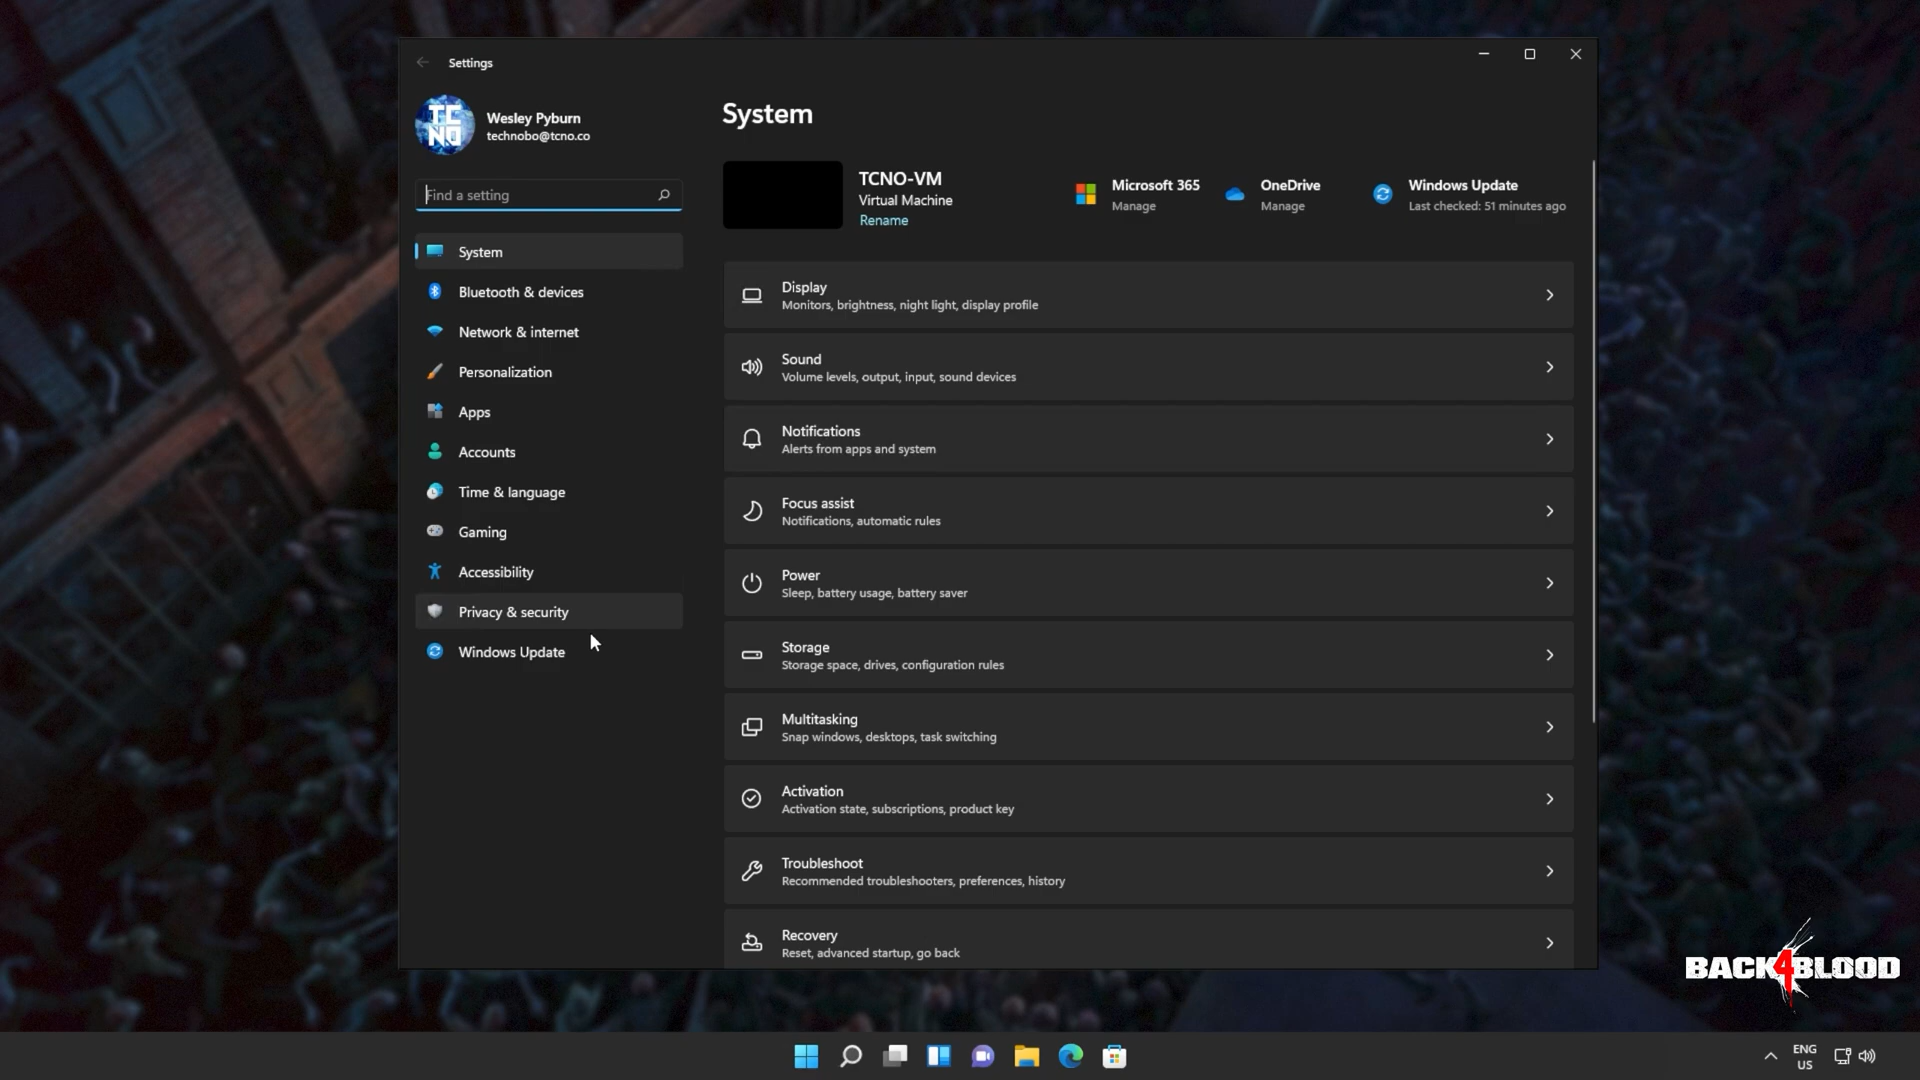 Settings
Wesley Pyburn
technobo@tcno.co
Find a setting
System
Bluetooth & devices
Network & internet
Personalization
Apps
Accounts
Time & language
Gaming
Accessibility
Privacy & security
Windows Update
System
TCNO-VM
Virtual Machine
Rename
Microsoft 365
Manage
OneDrive
Manage
Windows Update
Last checked: 51 minutes ago
Display
Monitors, brightness, night light, display profile
Sound
Volume levels, output, input, sound devices
Notifications
Alerts from apps and system
Focus assist
Notifications, automatic rules
Power
Sleep, battery usage, battery saver
Storage
Storage space, drives, configuration rules
Multitasking
Snap windows, desktops, task switching
Activation
Activation state, subscriptions, product key
Troubleshoot
Recommended troubleshooters, preferences, history
Recovery
Reset, advanced startup, go back
BACK4BLOOD
ENG
US
TC
NO